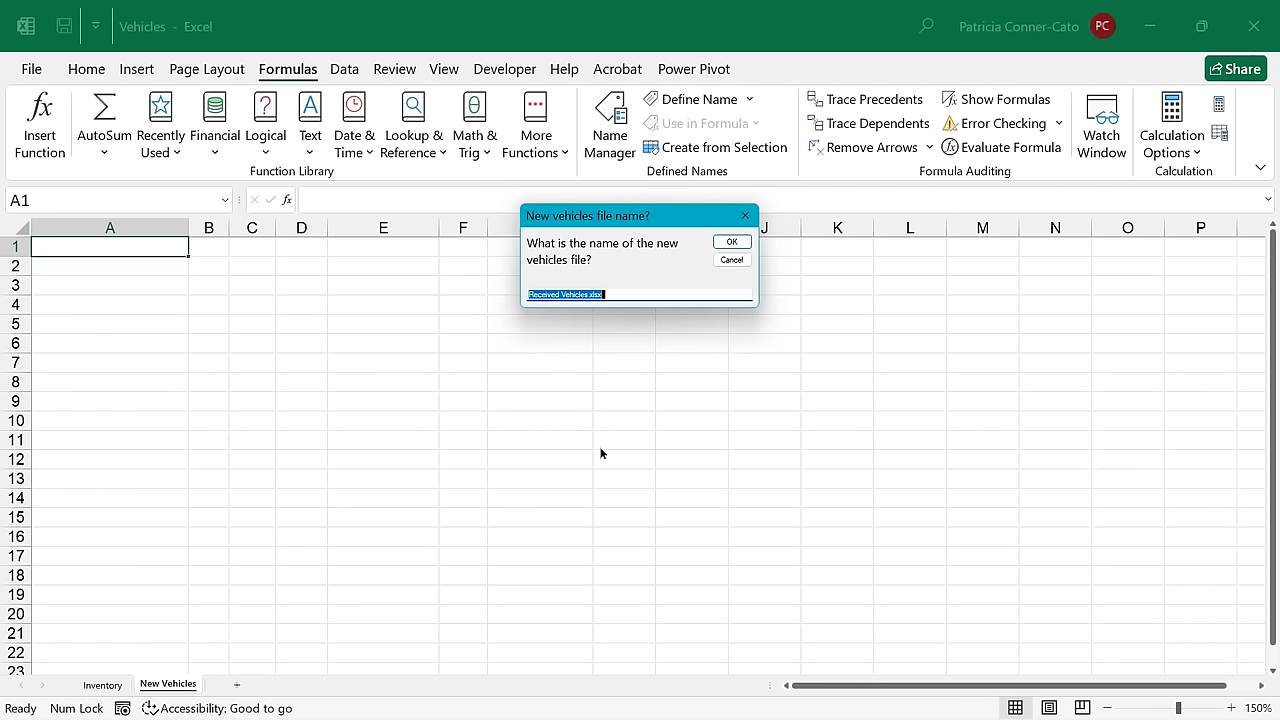 Vehicles - Excel
Patricia Conner-Cato PC
File Home Insert Page Layout Formulas Data Review View Developer Help Acrobat Power Pivot Share
Insert Function
AutoSum
Recently Used
Financial
Logical
Text
Date & Time
Lookup & Reference
Math & Trig
More Functions
Function Library
Name Manager
Define Name
Use in Formula
Create from Selection
Defined Names
Trace Precedents
Trace Dependents
Remove Arrows
Show Formulas
Error Checking
Evaluate Formula
Formula Auditing
Watch Window
Calculation Options
Calculation
A1 fx
A B C D E F J K L M N O P
New vehicles file name?
What is the name of the new
vehicles file?
OK
Cancel
Received Vehicles.xlsx
1
2
3
4
5
6
7
8
9
10
11
12
13
14
15
16
17
18
19
20
21
22
23
Inventory New Vehicles
Ready Num Lock Accessibility: Good to go 150%